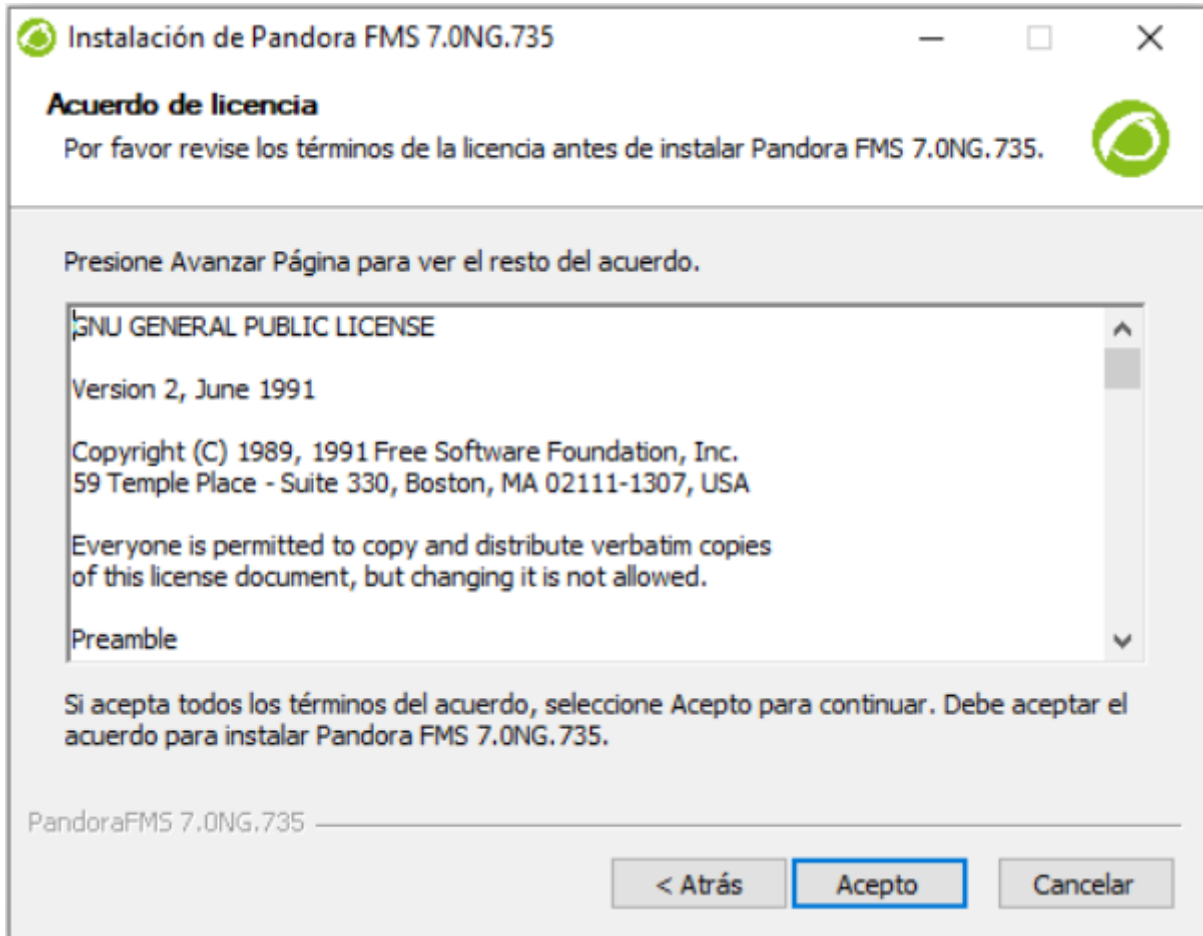 Instalación de Pandora FMS 7.0NG.735
Acuerdo de licencia
Por favor revise los términos de la licencia antes de instalar Pandora FMS 7.0NG.735.
Presione Avanzar Página para ver el resto del acuerdo.
GNU GENERAL PUBLIC LICENSE
Version 2, June 1991
Copyright (C) 1989, 1991 Free Software Foundation, Inc.
59 Temple Place - Suite 330, Boston, MA 02111-1307, USA
Everyone is permitted to copy and distribute verbatim copies
of this license document, but changing it is not allowed.
Preamble
Si acepta todos los términos del acuerdo, seleccione Acepto para continuar. Debe aceptar el
acuerdo para instalar Pandora FMS 7.0NG.735.
PandoraFMS 7.0NG.735
< Atrás
Acepto
Cancelar